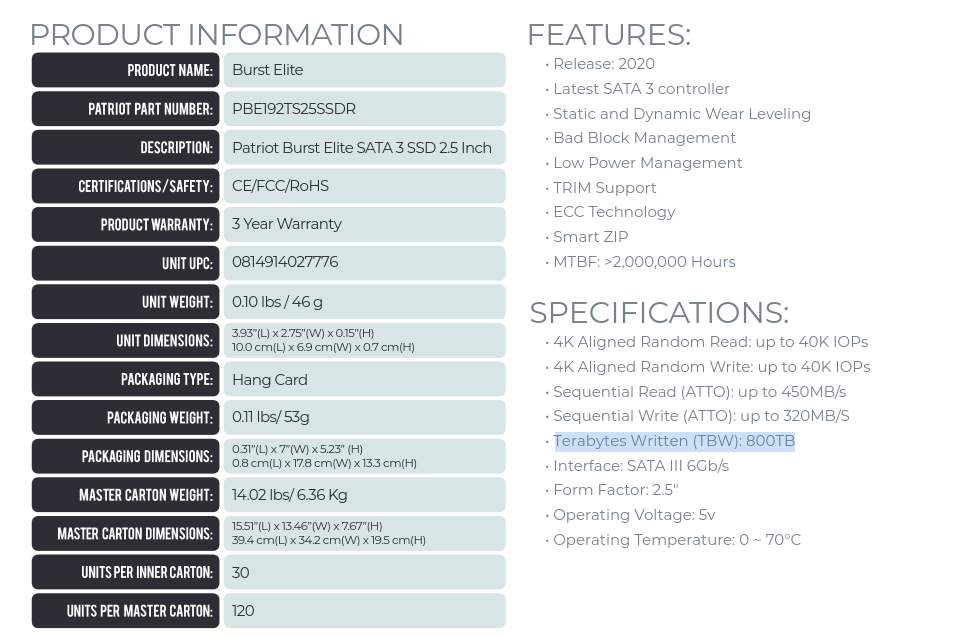 PRODUCT INFORMATION
PRODUCT NAME: Burst Elite
PATRIOT PART NUMBER: PBE192TS25SSDR
DESCRIPTION: Patriot Burst Elite SATA 3 SSD 2.5 Inch
CERTIFICATIONS/SAFETY: CE/FCC/RoHS
PRODUCT WARRANTY: 3 Year Warranty
UNIT UPC: 0814914027776
UNIT WEIGHT: 0.10 lbs / 46 g
UNIT DIMENSIONS: 3.93"(L) x 2.75"(W) x 0.15"(H)
10.0 cm(L) x 6.9 cm(W) x 0.7 cm(H)
PACKAGING TYPE: Hang Card
PACKAGING WEIGHT: 0.11 lbs/ 53g
PACKAGING DIMENSIONS: 0.31"(L) x 7"(W) x 5.23" (H)
0.8 cm(L) x 17.8 cm(W) x 13.3 cm(H)
MASTER CARTON WEIGHT: 14.02 lbs/ 6.36 Kg
MASTER CARTON DIMENSIONS: 15.51"(L) x 13.46"(W) x 7.67"(H)
39.4 cm(L) x 34.2 cm(W) x 19.5 cm(H)
UNITS PER INNER CARTON: 30
UNITS PER MASTER CARTON: 120
FEATURES:
• Release: 2020
• Latest SATA 3 controller
• Static and Dynamic Wear Leveling
• Bad Block Management
• Low Power Management
• TRIM Support
• ECC Technology
• Smart ZIP
• MTBF: >2,000,000 Hours
SPECIFICATIONS:
• 4K Aligned Random Read: up to 40K IOPs
• 4K Aligned Random Write: up to 40K IOPs
• Sequential Read (ATTO): up to 450MB/s
• Sequential Write (ATTO): up to 320MB/S
• Terabytes Written (TBW): 800TB
• Interface: SATA III 6Gb/s
• Form Factor: 2.5"
• Operating Voltage: 5v
• Operating Temperature: 0 ~ 70°C